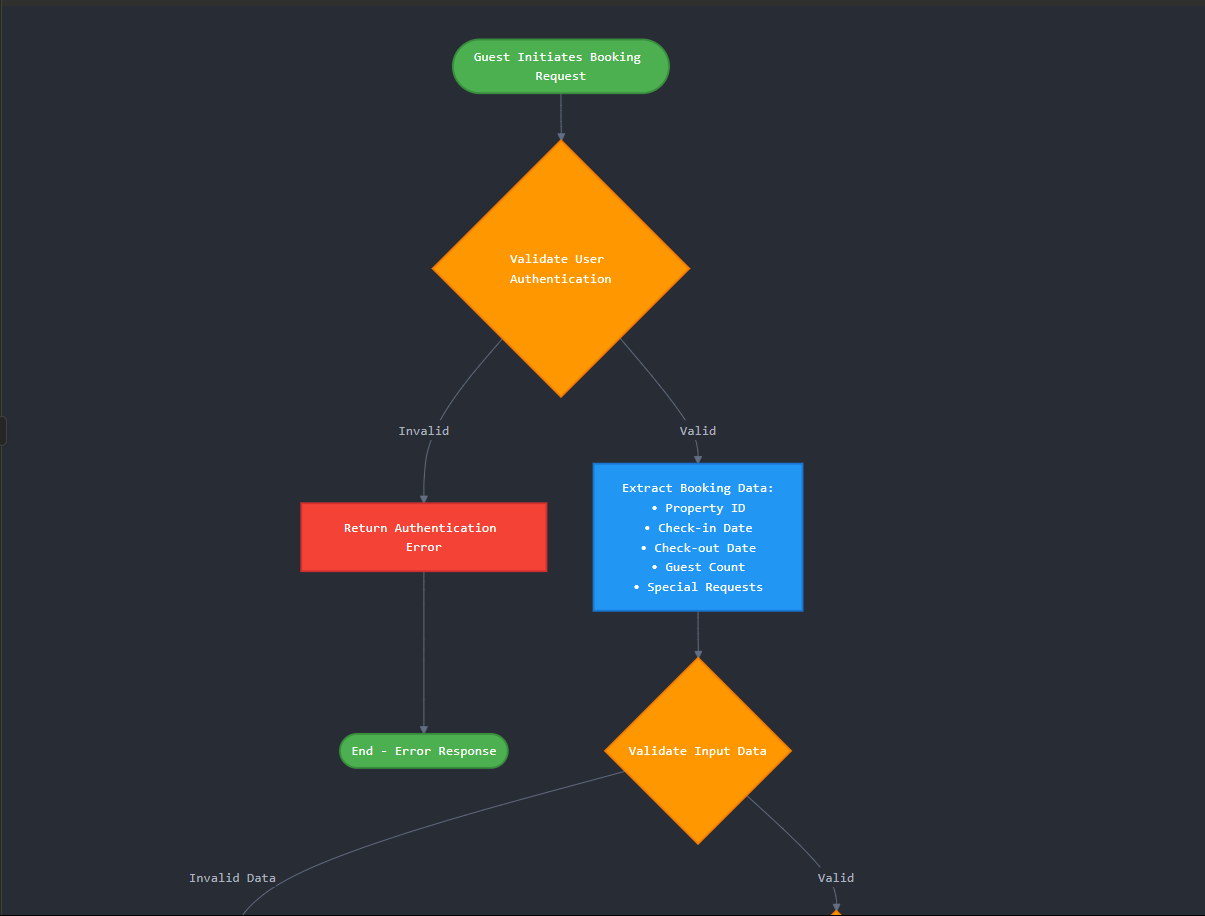 Guest Initiates Booking
Request
Validate User
Authentication
Invalid
Valid
Extract Booking Data:
• Property ID
• Check-in Date
• Check-out Date
• Guest Count
• Special Requests
Return Authentication
Error
End - Error Response
Validate Input Data
Invalid Data
Valid